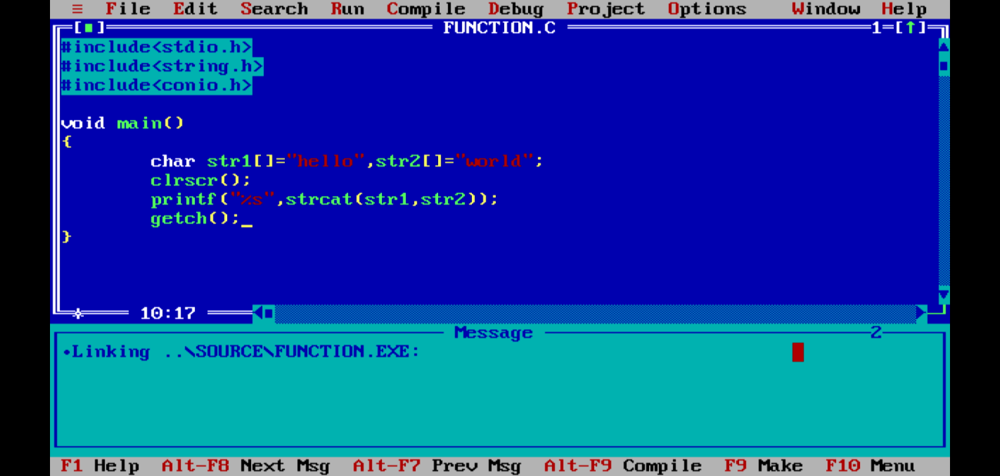 ≡ File Edit Search Run Compile Debug Project Options Window Help
[■] FUNCTION.C 1=[↑]
#include<stdio.h>
#include<string.h>
#include<conio.h>
void main()
{
char str1[]="hello",str2[]="world";
clrscr();
printf("%s",strcat(str1,str2));
getch();_
}
10:17
Message 2
•Linking ..\SOURCE\FUNCTION.EXE:
F1 Help Alt-F8 Next Msg Alt-F7 Prev Msg Alt-F9 Compile F9 Make F10 Menu